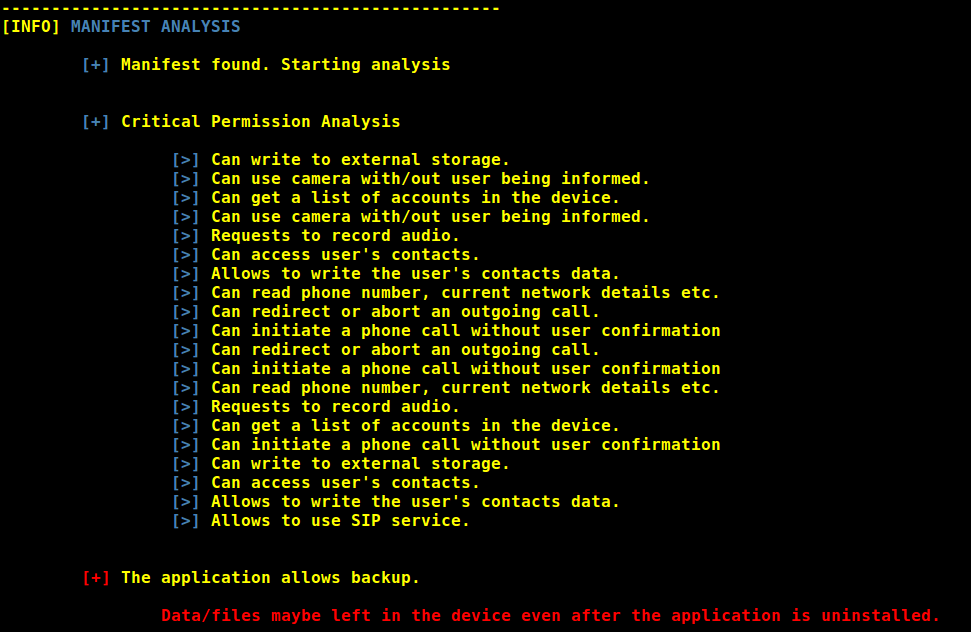 --------------------------------------------------
[INFO] MANIFEST ANALYSIS
[+] Manifest found. Starting analysis
[+] Critical Permission Analysis
[>] Can write to external storage.
[>] Can use camera with/out user being informed.
[>] Can get a list of accounts in the device.
[>] Can use camera with/out user being informed.
[>] Requests to record audio.
[>] Can access user's contacts.
[>] Allows to write the user's contacts data.
[>] Can read phone number, current network details etc.
[>] Can redirect or abort an outgoing call.
[>] Can initiate a phone call without user confirmation
[>] Can redirect or abort an outgoing call.
[>] Can initiate a phone call without user confirmation
[>] Can read phone number, current network details etc.
[>] Requests to record audio.
[>] Can get a list of accounts in the device.
[>] Can initiate a phone call without user confirmation
[>] Can write to external storage.
[>] Can access user's contacts.
[>] Allows to write the user's contacts data.
[>] Allows to use SIP service.
[+] The application allows backup.
Data/files maybe left in the device even after the application is uninstalled.